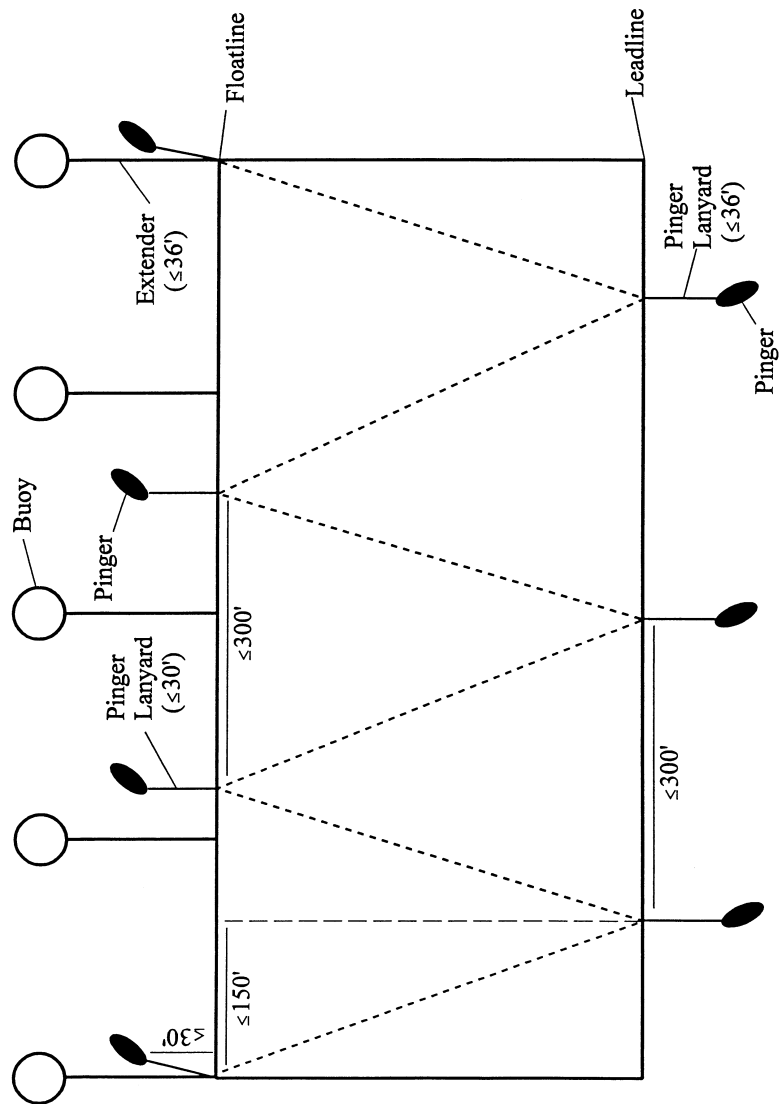 Buoy
Pinger
Extender
(≤36')
Floatline
Pinger
Lanyard
(≤30')
≤30'
≤150'
≤300'
≤300'
Leadline
Pinger
Lanyard
(≤36')
Pinger